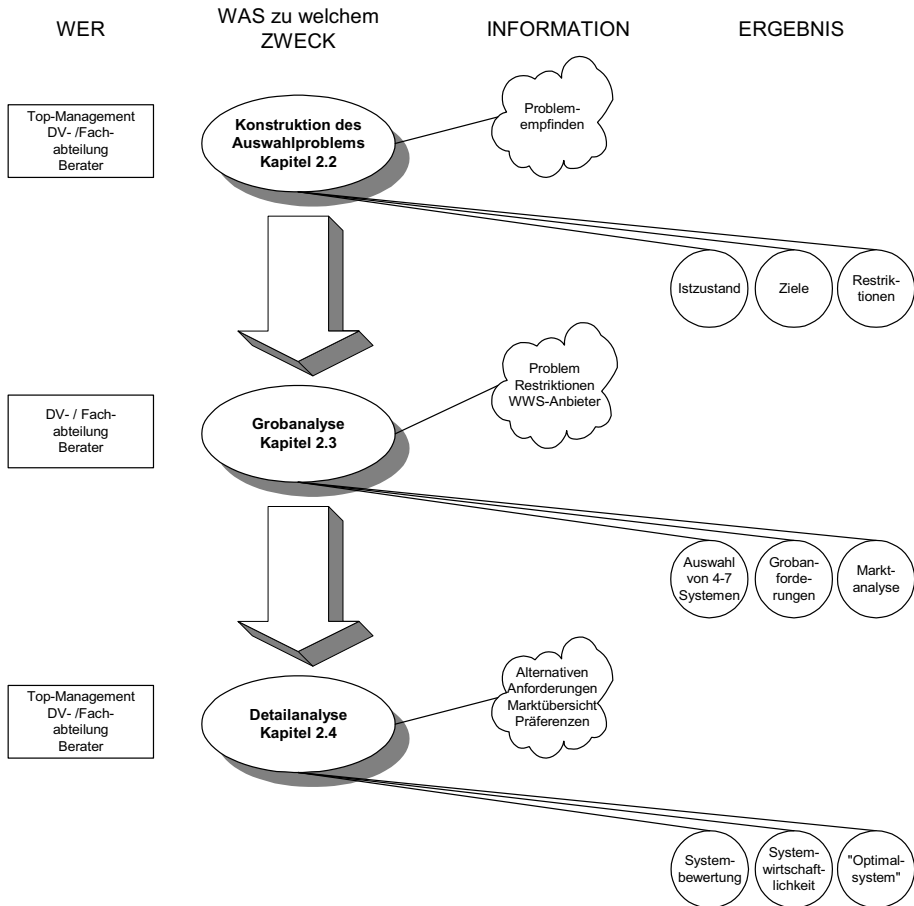 WER
WAS zu welchem
ZWECK
INFORMATION
ERGEBNIS
Top-Management
DV- /Fach-
abteilung
Berater
Konstruktion des
Auswahlproblems
Kapitel 2.2
Problem-
empfinden
Istzustand
Ziele
Restrik-
tionen
DV- / Fach-
abteilung
Berater
Grobanalyse
Kapitel 2.3
Problem
Restriktionen
WWS-Anbieter
Auswahl
von 4-7
Systemen
Groban-
forde-
rungen
Markt-
analyse
Top-Management
DV- /Fach-
abteilung
Berater
Detailanalyse
Kapitel 2.4
Alternativen
Anforderungen
Marktübersicht
Präferenzen
System-
bewertung
System-
wirtschaft-
lichkeit
"Optimal-
system"